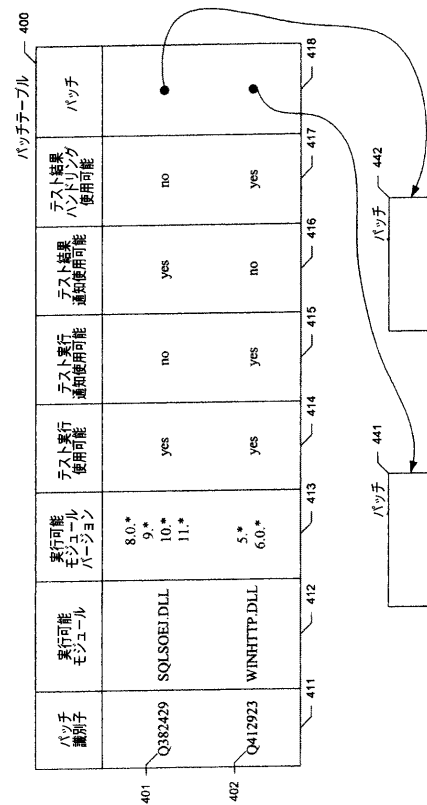 パッチテーブル 400
パッチ
識別子
実行可能
モジュール
実行可能
モジュール
バージョン
テスト実行
使用可能
テスト実行
通知使用可能
テスト結果
通知使用可能
テスト結果
ハンドリング
使用可能
パッチ
401
Q382429
SQLSOEJ.DLL
8.0.*
9.*
10.*
11.*
yes
no
yes
no
402
Q412923
WINHTTP.DLL
5.*
6.0.*
yes
yes
no
yes
411
412
413
414
415
416
417
418
441
パッチ
442
パッチ